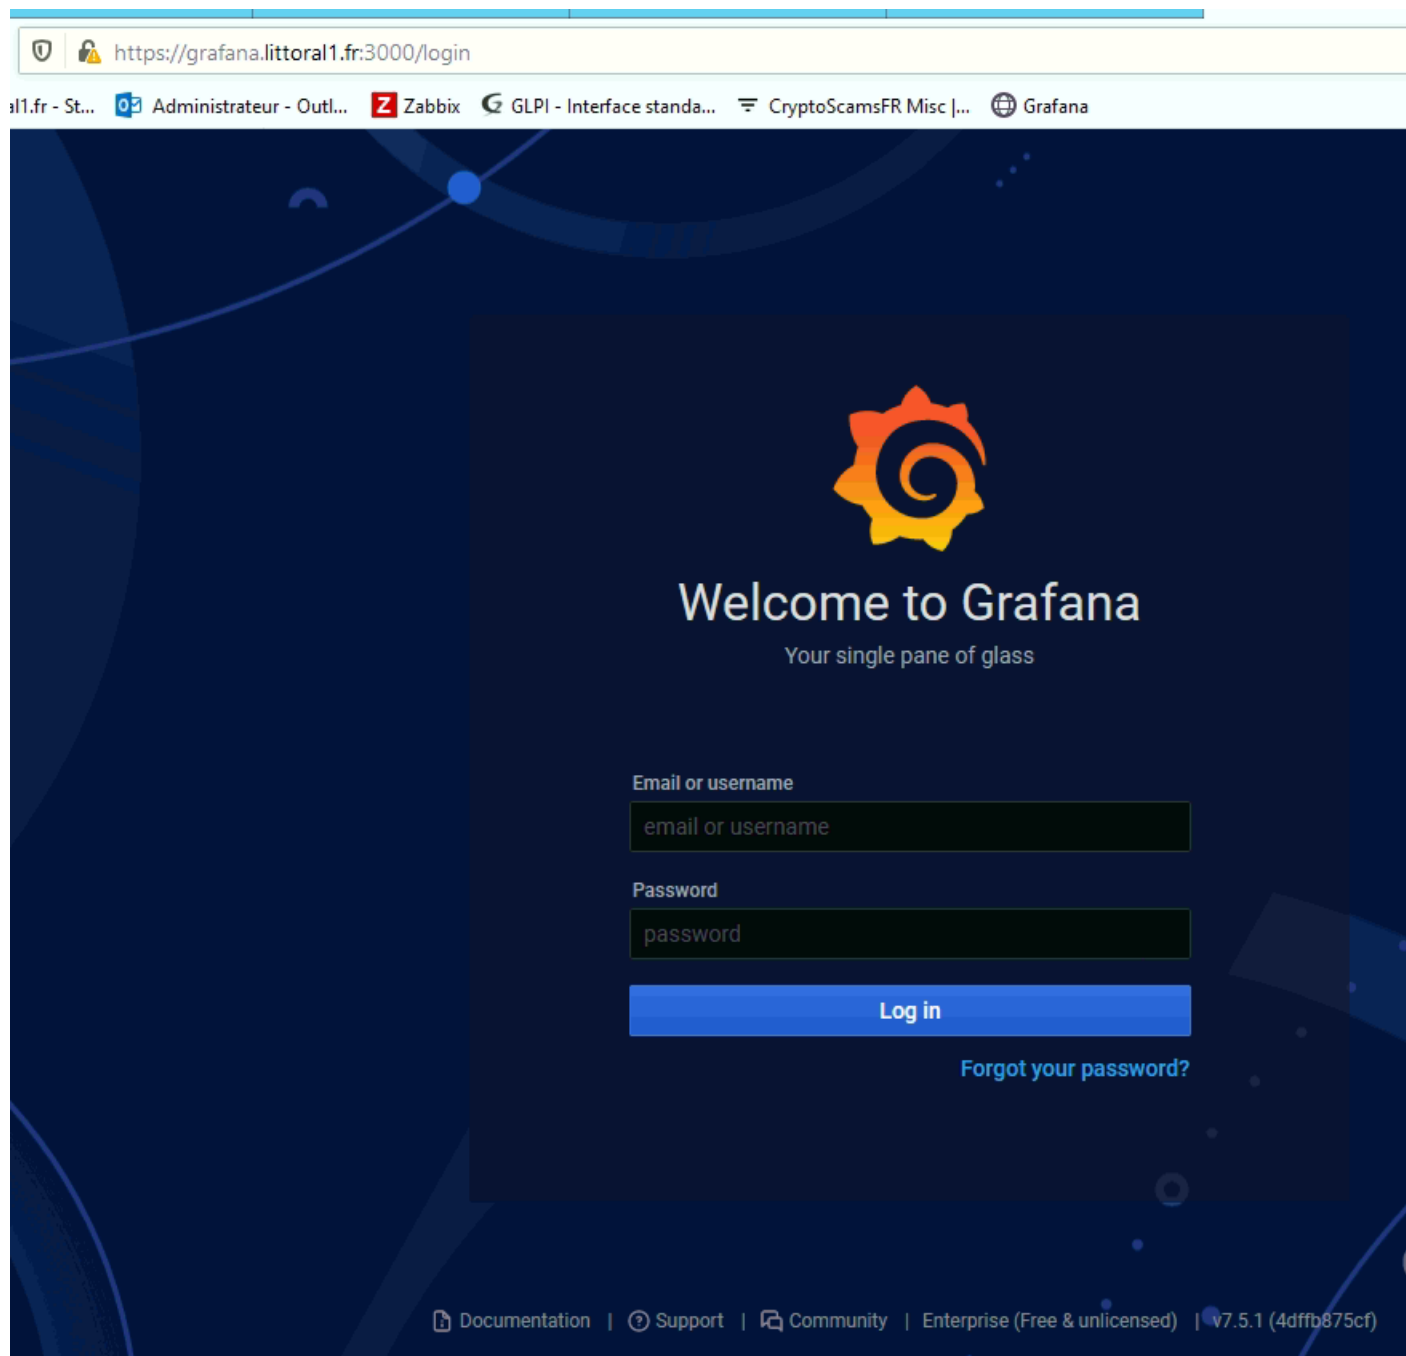 https://grafana.littoral1.fr:3000/login
al1.fr - St... Administrateur - Outl... Zabbix GLPI - Interface standa... CryptoScamsFR Misc |... Grafana
Welcome to Grafana
Your single pane of glass
Email or username
email or username
Password
password
Log in
Forgot your password?
Documentation | Support | Community | Enterprise (Free & unlicensed) | v7.5.1 (4dffb875cf)